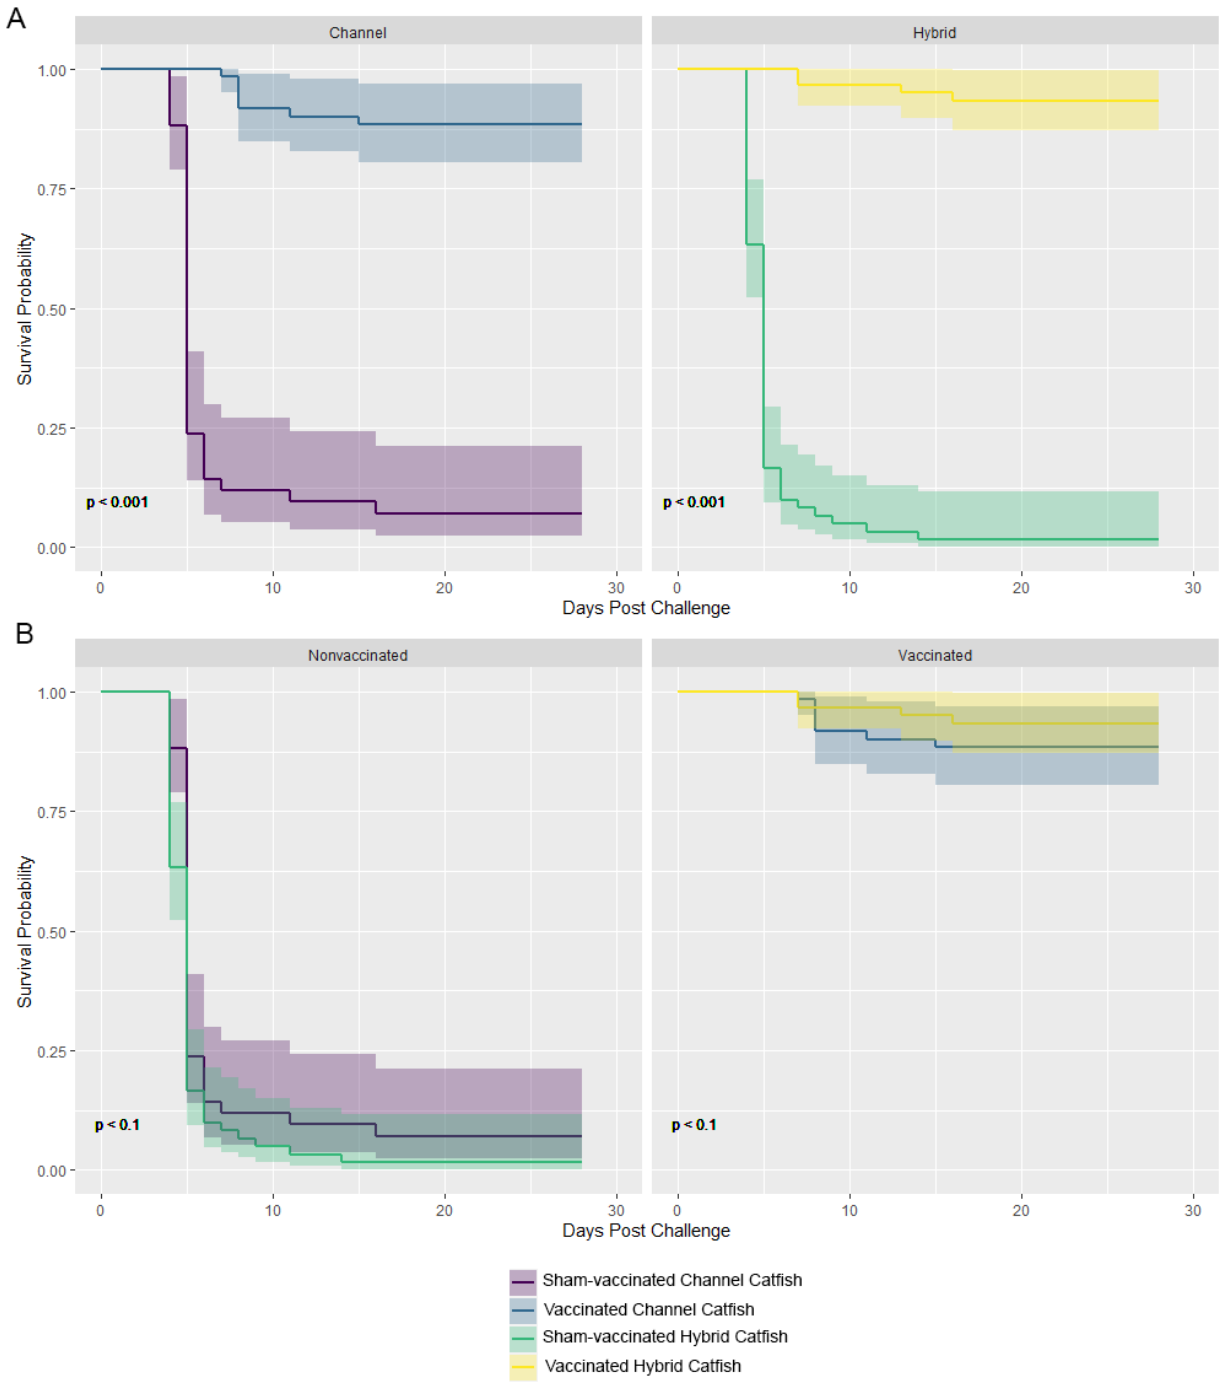 A
Channel
Hybrid
Survival Probability
1.00
0.75
0.50
0.25
0.00
p < 0.001
p < 0.001
0 10 20 30
0 10 20 30
Days Post Challenge
B
Nonvaccinated
Vaccinated
Survival Probability
1.00
0.75
0.50
0.25
0.00
p < 0.1
p < 0.1
0 10 20 30
0 10 20 30
Days Post Challenge
Sham-vaccinated Channel Catfish
Vaccinated Channel Catfish
Sham-vaccinated Hybrid Catfish
Vaccinated Hybrid Catfish